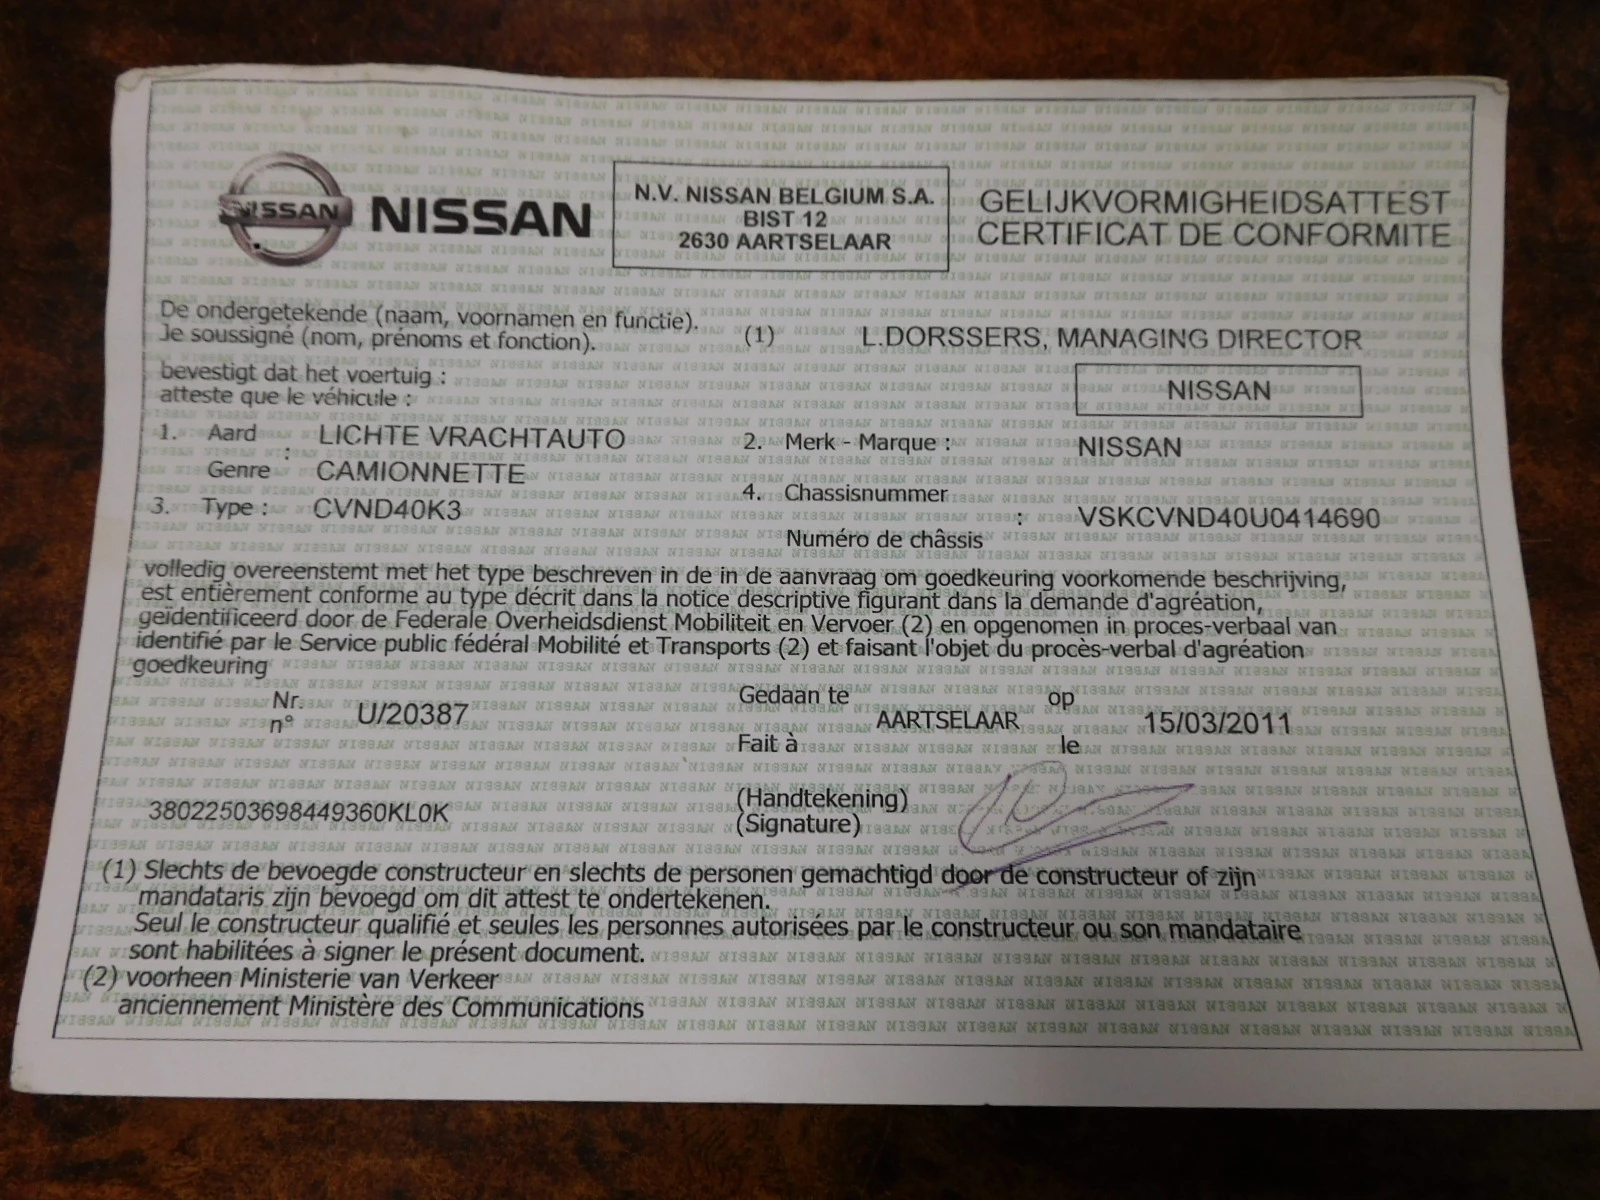 NISSAN
NISSAN
N.V. NISSAN BELGIUM S.A.
BIST 12
2630 AARTSELAAR
GELIJKVORMIGHEIDSATTEST
CERTIFICAT DE CONFORMITE
De ondergetekende (naam, voornamen en functie).
Je soussigné (nom, prénoms et fonction).
(1) L.DORSSERS, MANAGING DIRECTOR
bevestigt dat het voertuig :
atteste que le véhicule :
NISSAN
1. Aard : LICHTE VRACHTAUTO
Genre CAMIONNETTE
2. Merk - Marque : NISSAN
3. Type : CVND40K3
4. Chassisnummer
: VSKCVND40U0414690
Numéro de châssis
volledig overeenstemt met het type beschreven in de in de aanvraag om goedkeuring voorkomende beschrijving,
est entièrement conforme au type décrit dans la notice descriptive figurant dans la demande d'agréation,
geïdentificeerd door de Federale Overheidsdienst Mobiliteit en Vervoer (2) en opgenomen in proces-verbaal van
identifié par le Service public fédéral Mobilité et Transports (2) et faisant l'objet du procès-verbal d'agréation
goedkeuring
Nr.
n° U/20387
Gedaan te op
AARTSELAAR 15/03/2011
Fait à le
38022503698449360KL0K
(Handtekening)
(Signature)
(1) Slechts de bevoegde constructeur en slechts de personen gemachtigd door de constructeur of zijn
mandataris zijn bevoegd om dit attest te ondertekenen.
Seul le constructeur qualifié et seules les personnes autorisées par le constructeur ou son mandataire
sont habilitées à signer le présent document.
(2) voorheen Ministerie van Verkeer
anciennement Ministère des Communications